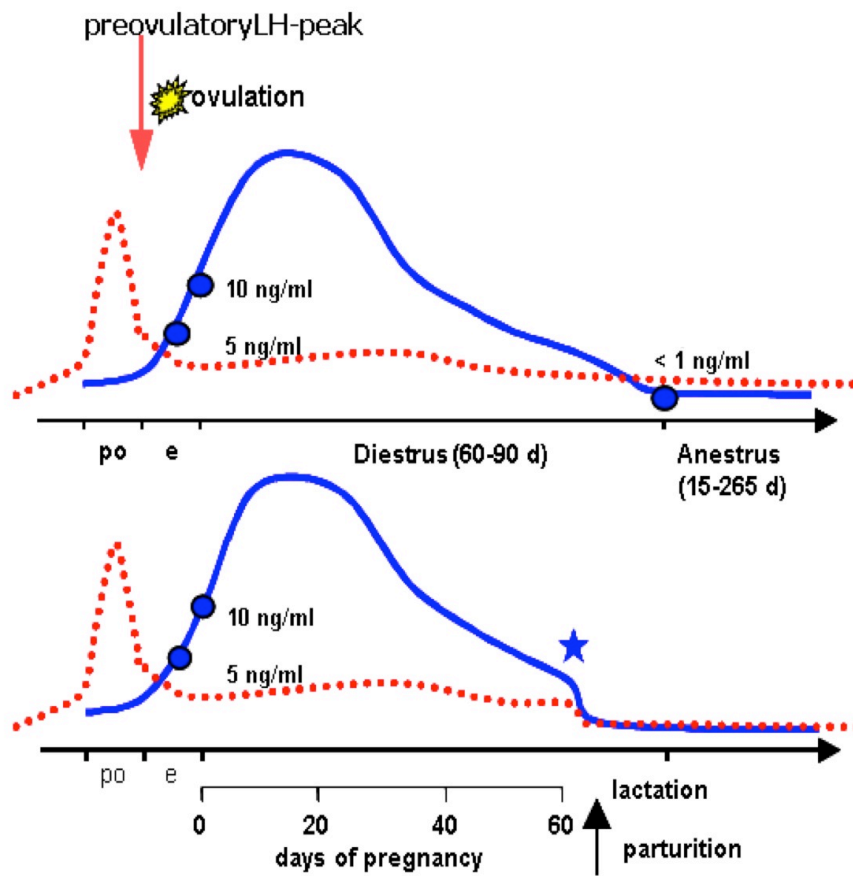 preovulatoryLH-peak
ovulation
10 ng/ml
5 ng/ml
< 1 ng/ml
po e Diestrus (60-90 d) Anestrus
(15-265 d)
10 ng/ml
5 ng/ml
po e
lactation
0 20 40 60
days of pregnancy parturition